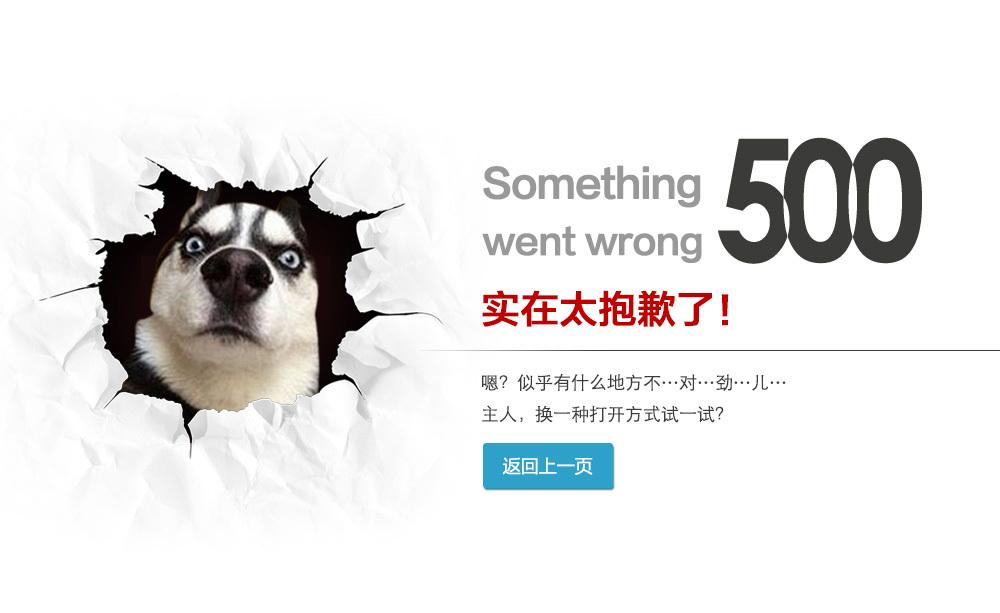 Something
went wrong
500
实在太抱歉了!
嗯? 似乎有什么地方不…对…劲…儿…
主人，换一种打开方式试一试?
返回上一页